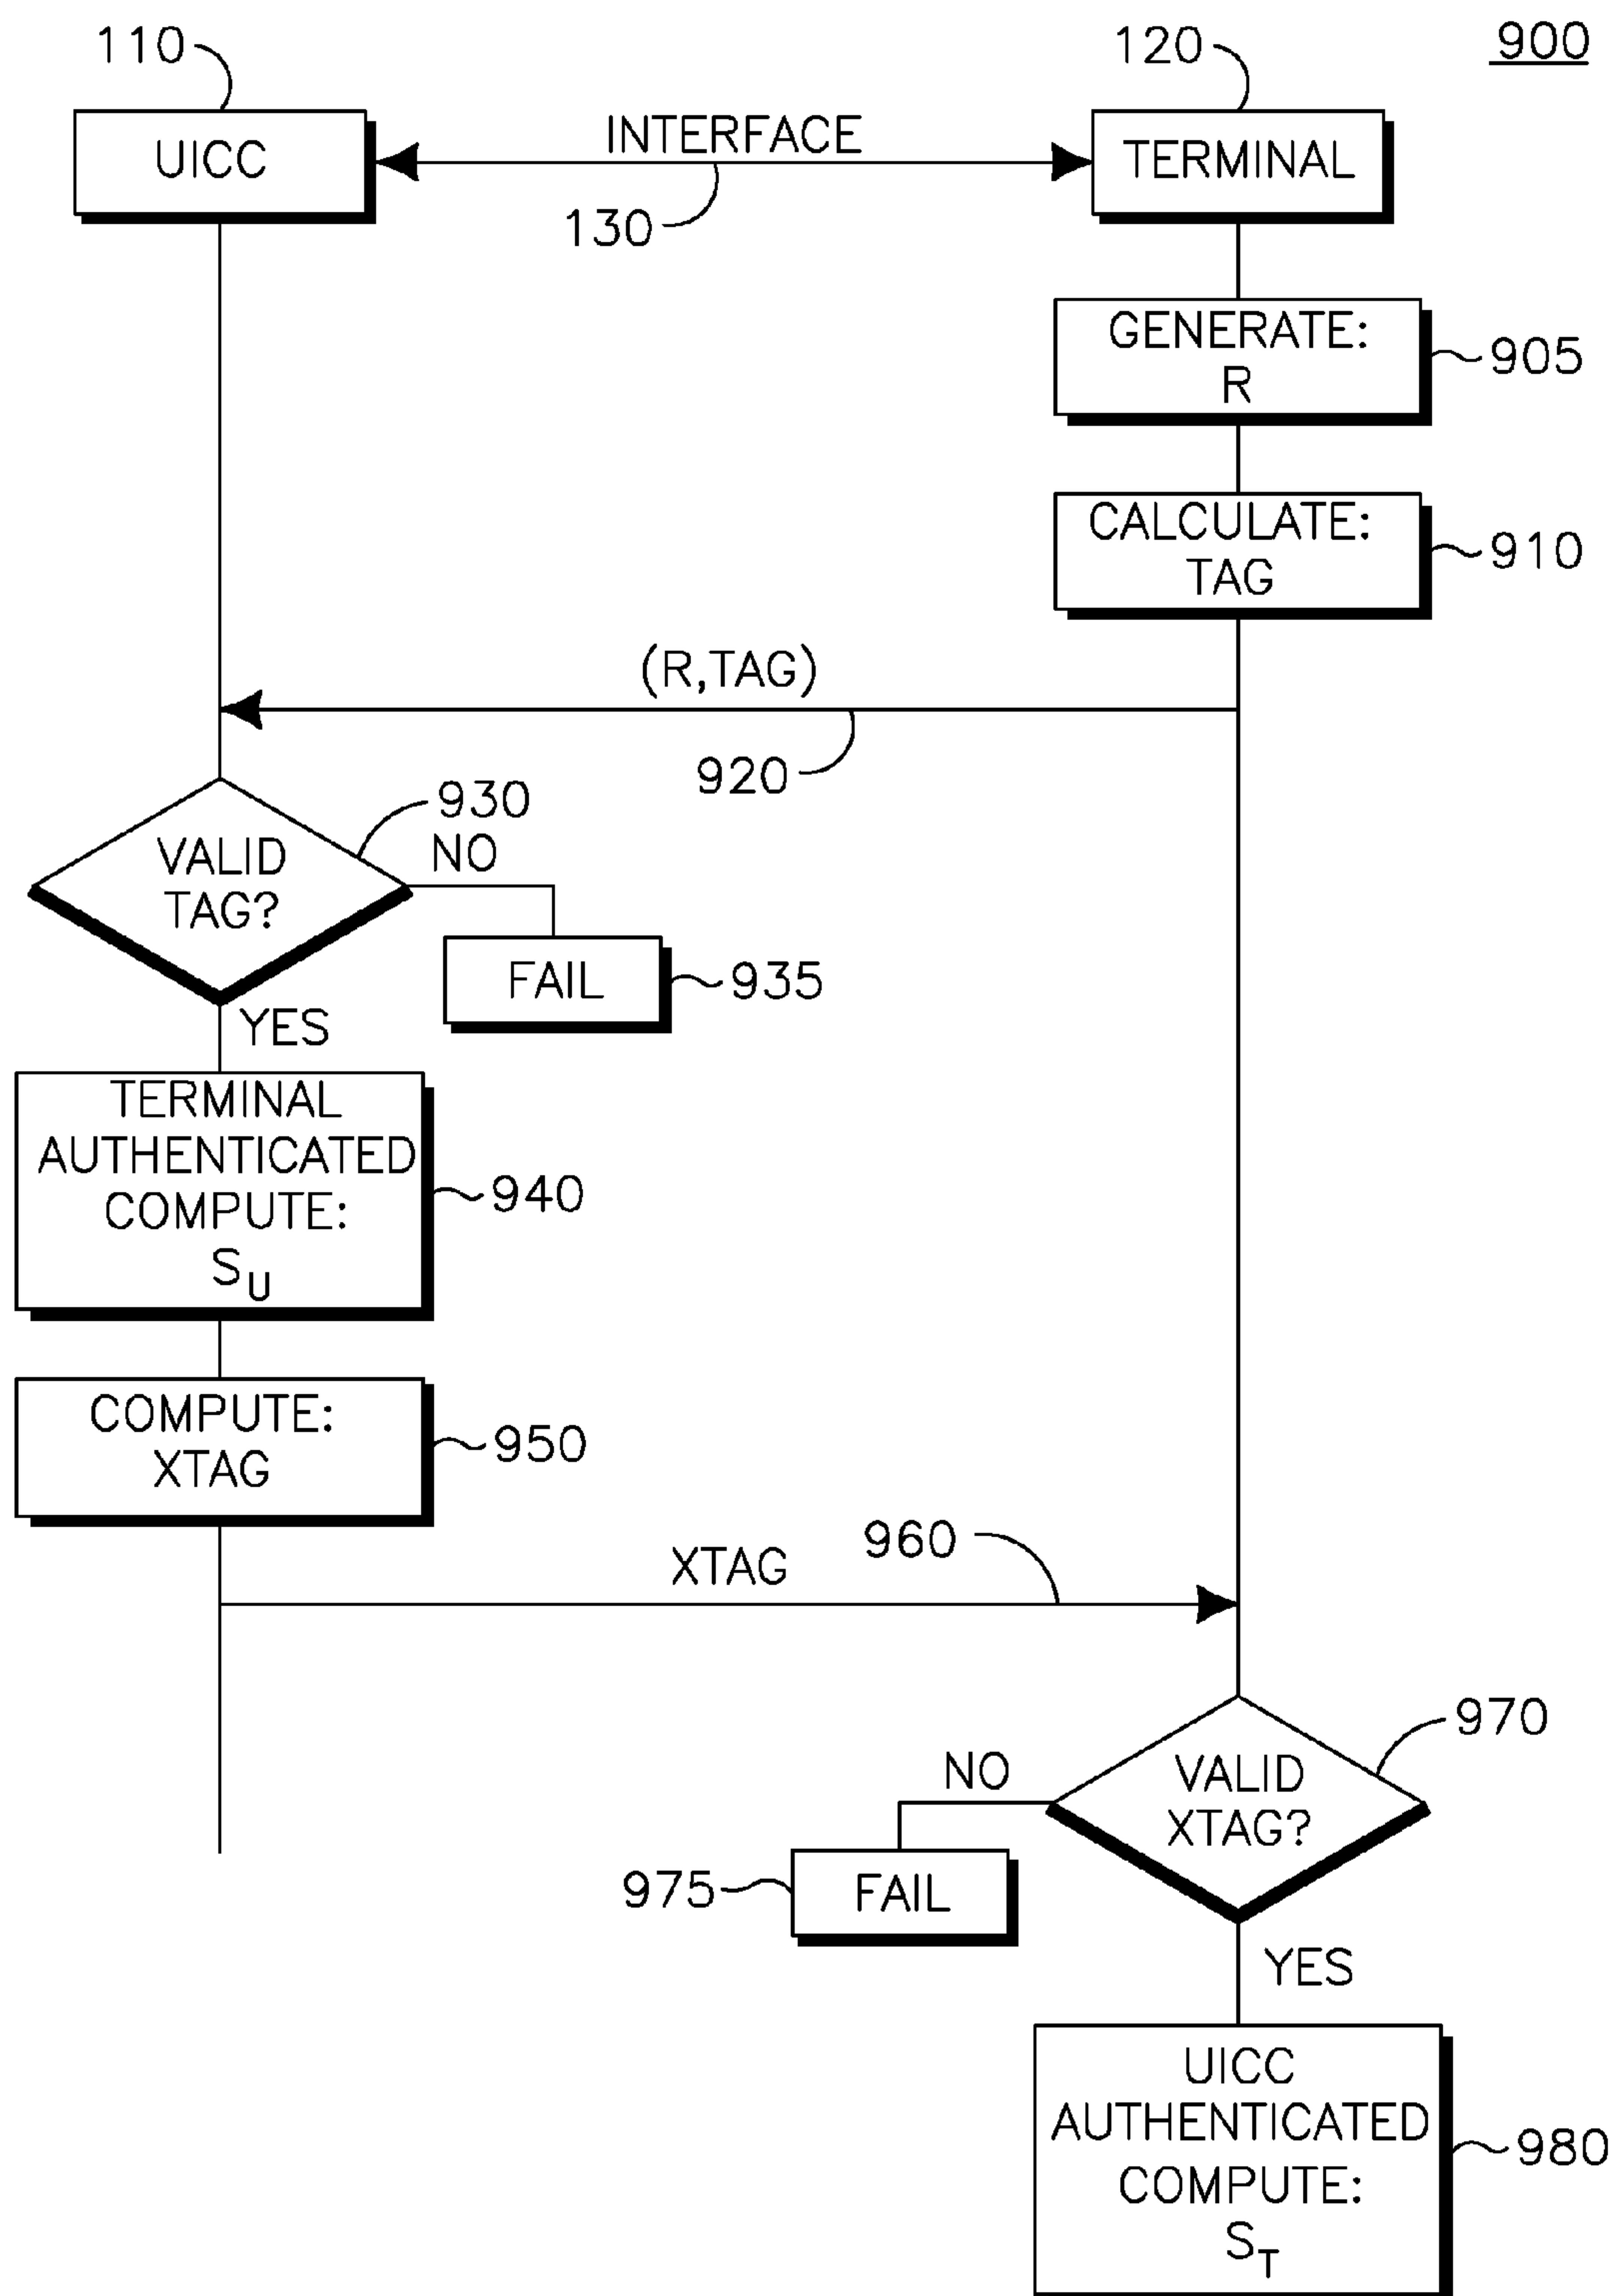 110
120
900
UICC
INTERFACE
TERMINAL
130
GENERATE:
R
905
CALCULATE:
TAG
910
(R,TAG)
920
930
VALID
TAG?
NO
FAIL
935
YES
TERMINAL
AUTHENTICATED
COMPUTE:
S_U
940
COMPUTE:
XTAG
950
XTAG
960
970
VALID
XTAG?
NO
FAIL
975
YES
UICC
AUTHENTICATED
COMPUTE:
S_T
980